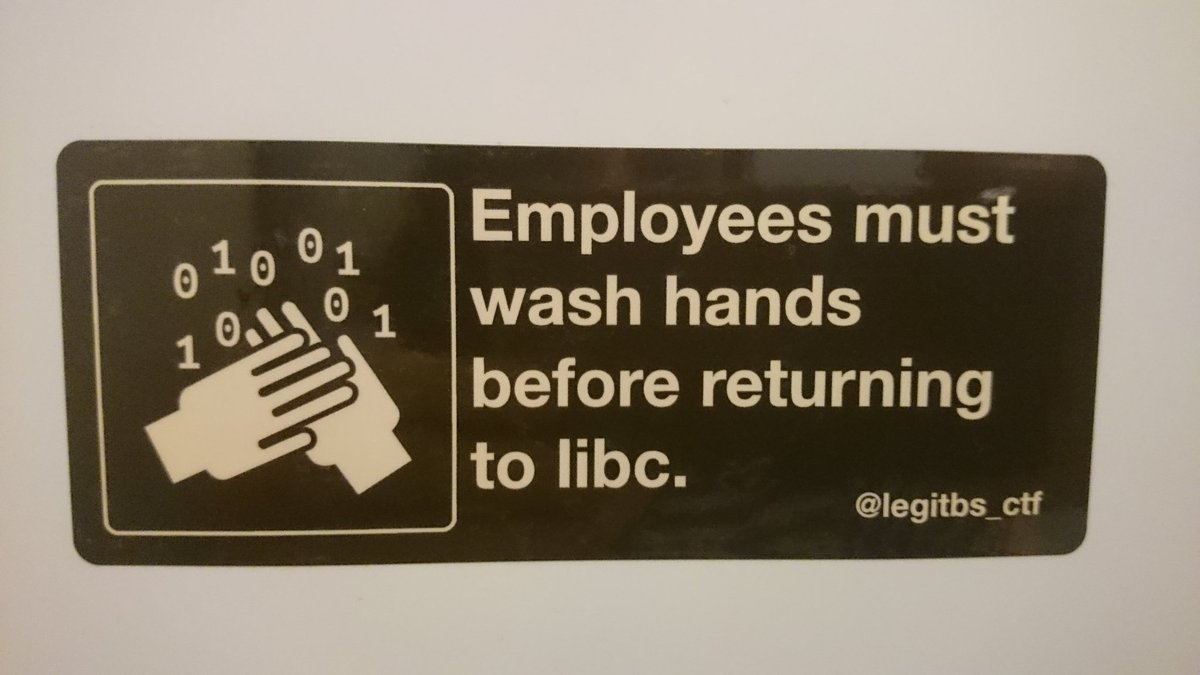 0 1 0 0 1
1 0 0 1
Employees must
wash hands
before returning
to libc.
@legitbs_ctf